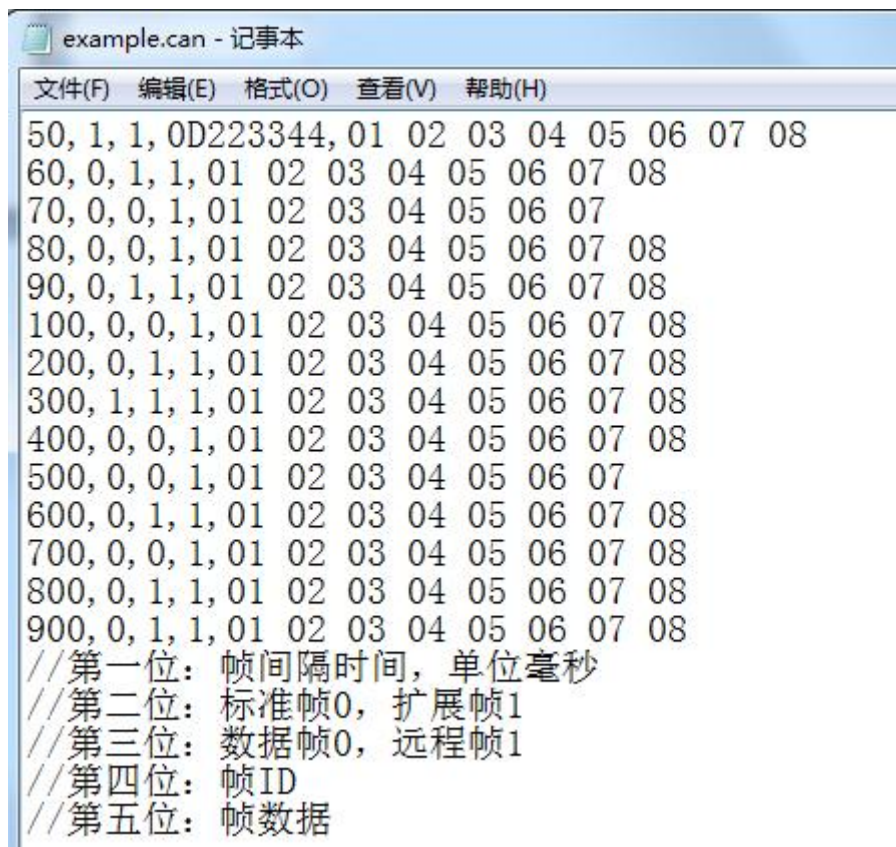 example.can - 记事本
文件(F) 编辑(E) 格式(O) 查看(V) 帮助(H)
50,1,1,0D223344,01 02 03 04 05 06 07 08
60,0,1,1,01 02 03 04 05 06 07 08
70,0,0,1,01 02 03 04 05 06 07
80,0,0,1,01 02 03 04 05 06 07 08
90,0,1,1,01 02 03 04 05 06 07 08
100,0,0,1,01 02 03 04 05 06 07 08
200,0,1,1,01 02 03 04 05 06 07 08
300,1,1,1,01 02 03 04 05 06 07 08
400,0,0,1,01 02 03 04 05 06 07 08
500,0,0,1,01 02 03 04 05 06 07
600,0,1,1,01 02 03 04 05 06 07 08
700,0,0,1,01 02 03 04 05 06 07 08
800,0,1,1,01 02 03 04 05 06 07 08
900,0,1,1,01 02 03 04 05 06 07 08
//第一位：帧间隔时间，单位毫秒
//第二位：标准帧0，扩展帧1
//第三位：数据帧0，远程帧1
//第四位：帧ID
//第五位：帧数据